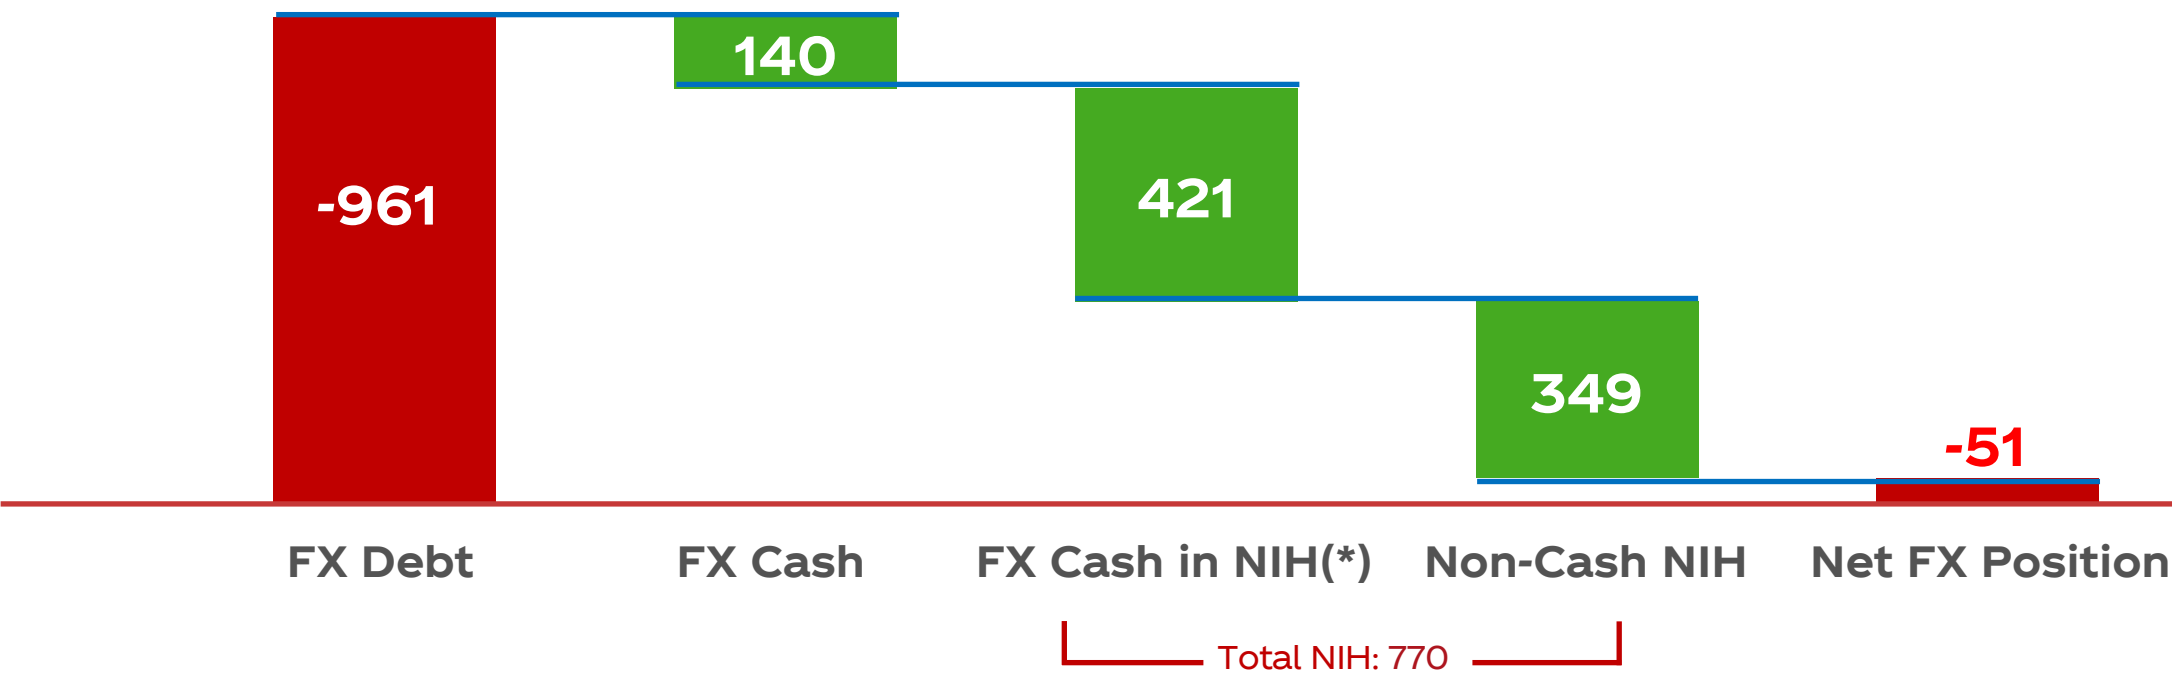 140
-961
421
349
-51
FX Debt
FX Cash
FX Cash in NIH(*)
Non-Cash NIH
Net FX Position
Total NIH: 770